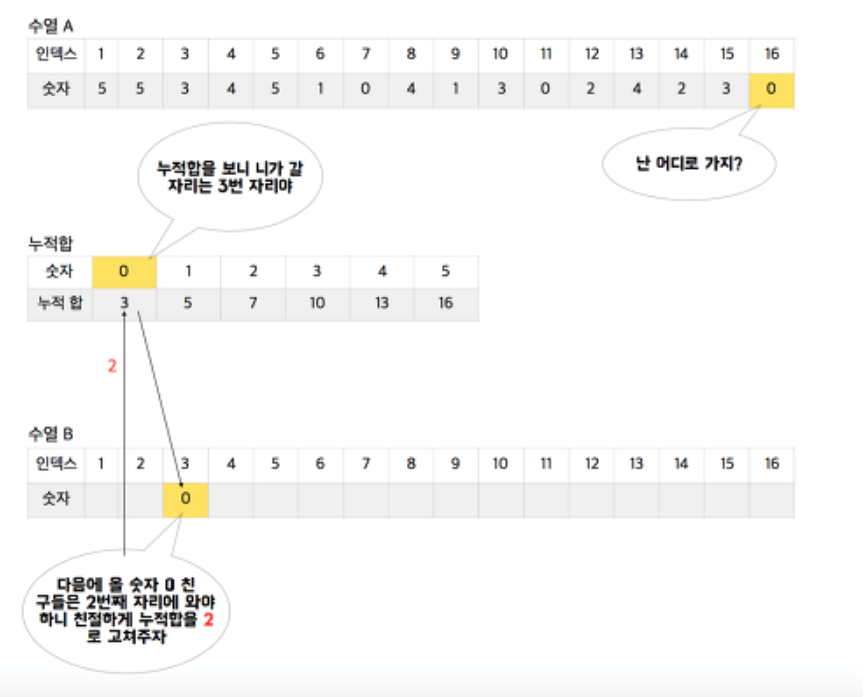 수열 A
인덱스 1 2 3 4 5 6 7 8 9 10 11 12 13 14 15 16
숫자 5 5 3 4 5 1 0 4 1 3 0 2 4 2 3 0
누적합을 보니 니가 갈
자리는 3번 자리야
난 어디로 가지?
누적합
숫자 0 1 2 3 4 5
누적 합 3 5 7 10 13 16
2
수열 B
인덱스 1 2 3 4 5 6 7 8 9 10 11 12 13 14 15 16
숫자 0
다음에 올 숫자 0 친
구들은 2번째 자리에 와야
하니 친절하게 누적합을 2
로 고쳐주자